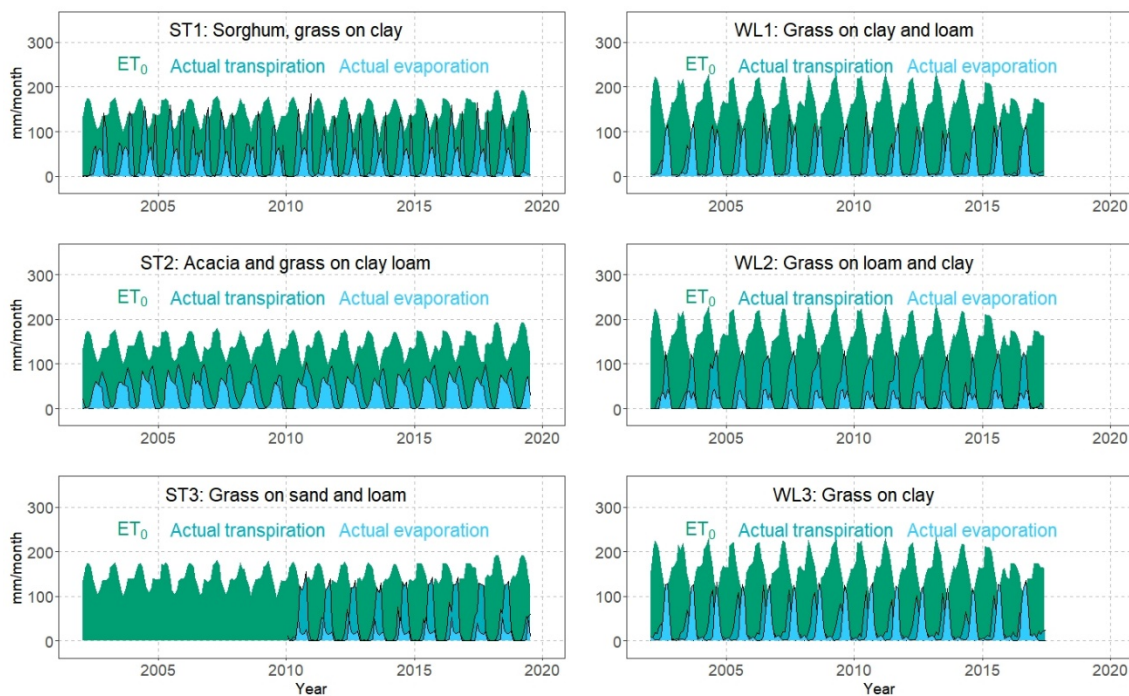 ST1: Sorghum, grass on clay
ET0 Actual transpiration Actual evaporation
mm/month
300
200
100
0
2005 2010 2015 2020
WL1: Grass on clay and loam
ET0 Actual transpiration Actual evaporation
300
200
100
0
2005 2010 2015 2020
ST2: Acacia and grass on clay loam
ET0 Actual transpiration Actual evaporation
mm/month
300
200
100
0
2005 2010 2015 2020
WL2: Grass on loam and clay
ET0 Actual transpiration Actual evaporation
300
200
100
0
2005 2010 2015 2020
ST3: Grass on sand and loam
ET0 Actual transpiration Actual evaporation
mm/month
300
200
100
0
2005 2010 2015 2020
Year
WL3: Grass on clay
ET0 Actual transpiration Actual evaporation
300
200
100
0
2005 2010 2015 2020
Year